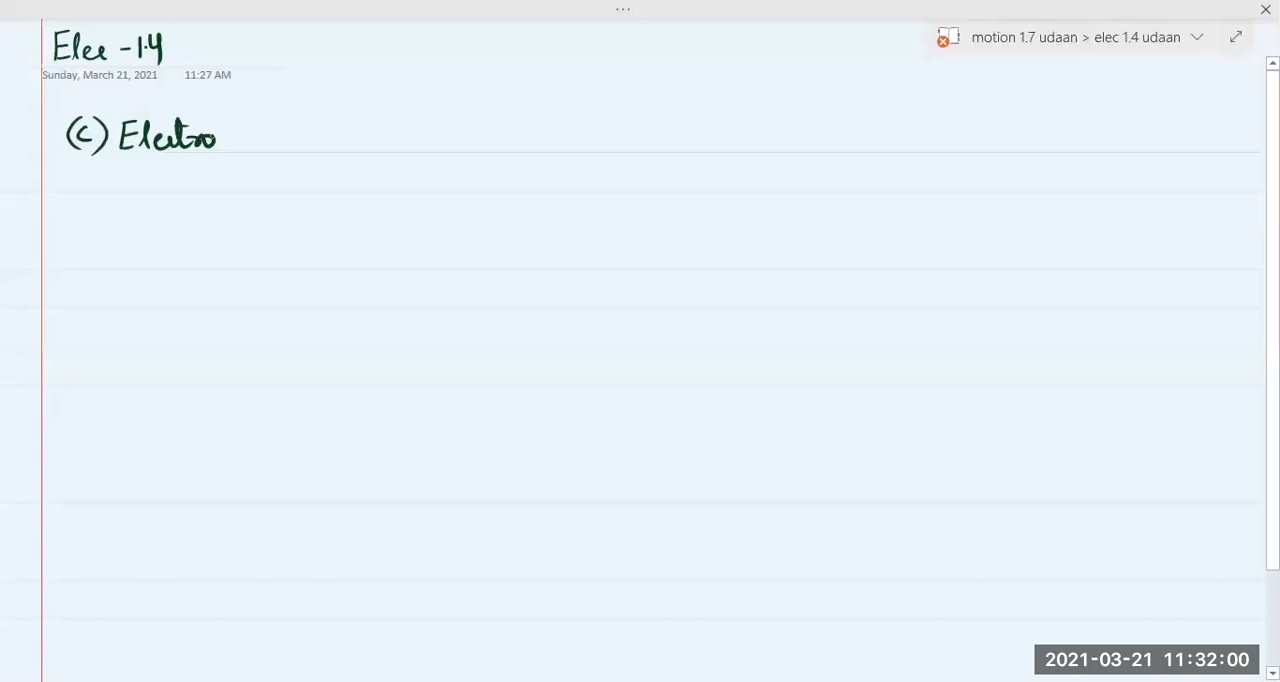 ...
motion 1.7 udaan > elec 1.4 udaan
Elec - 1.4
Sunday, March 21, 2021 11:27 AM
(C) Electro
2021-03-21 11:32:00